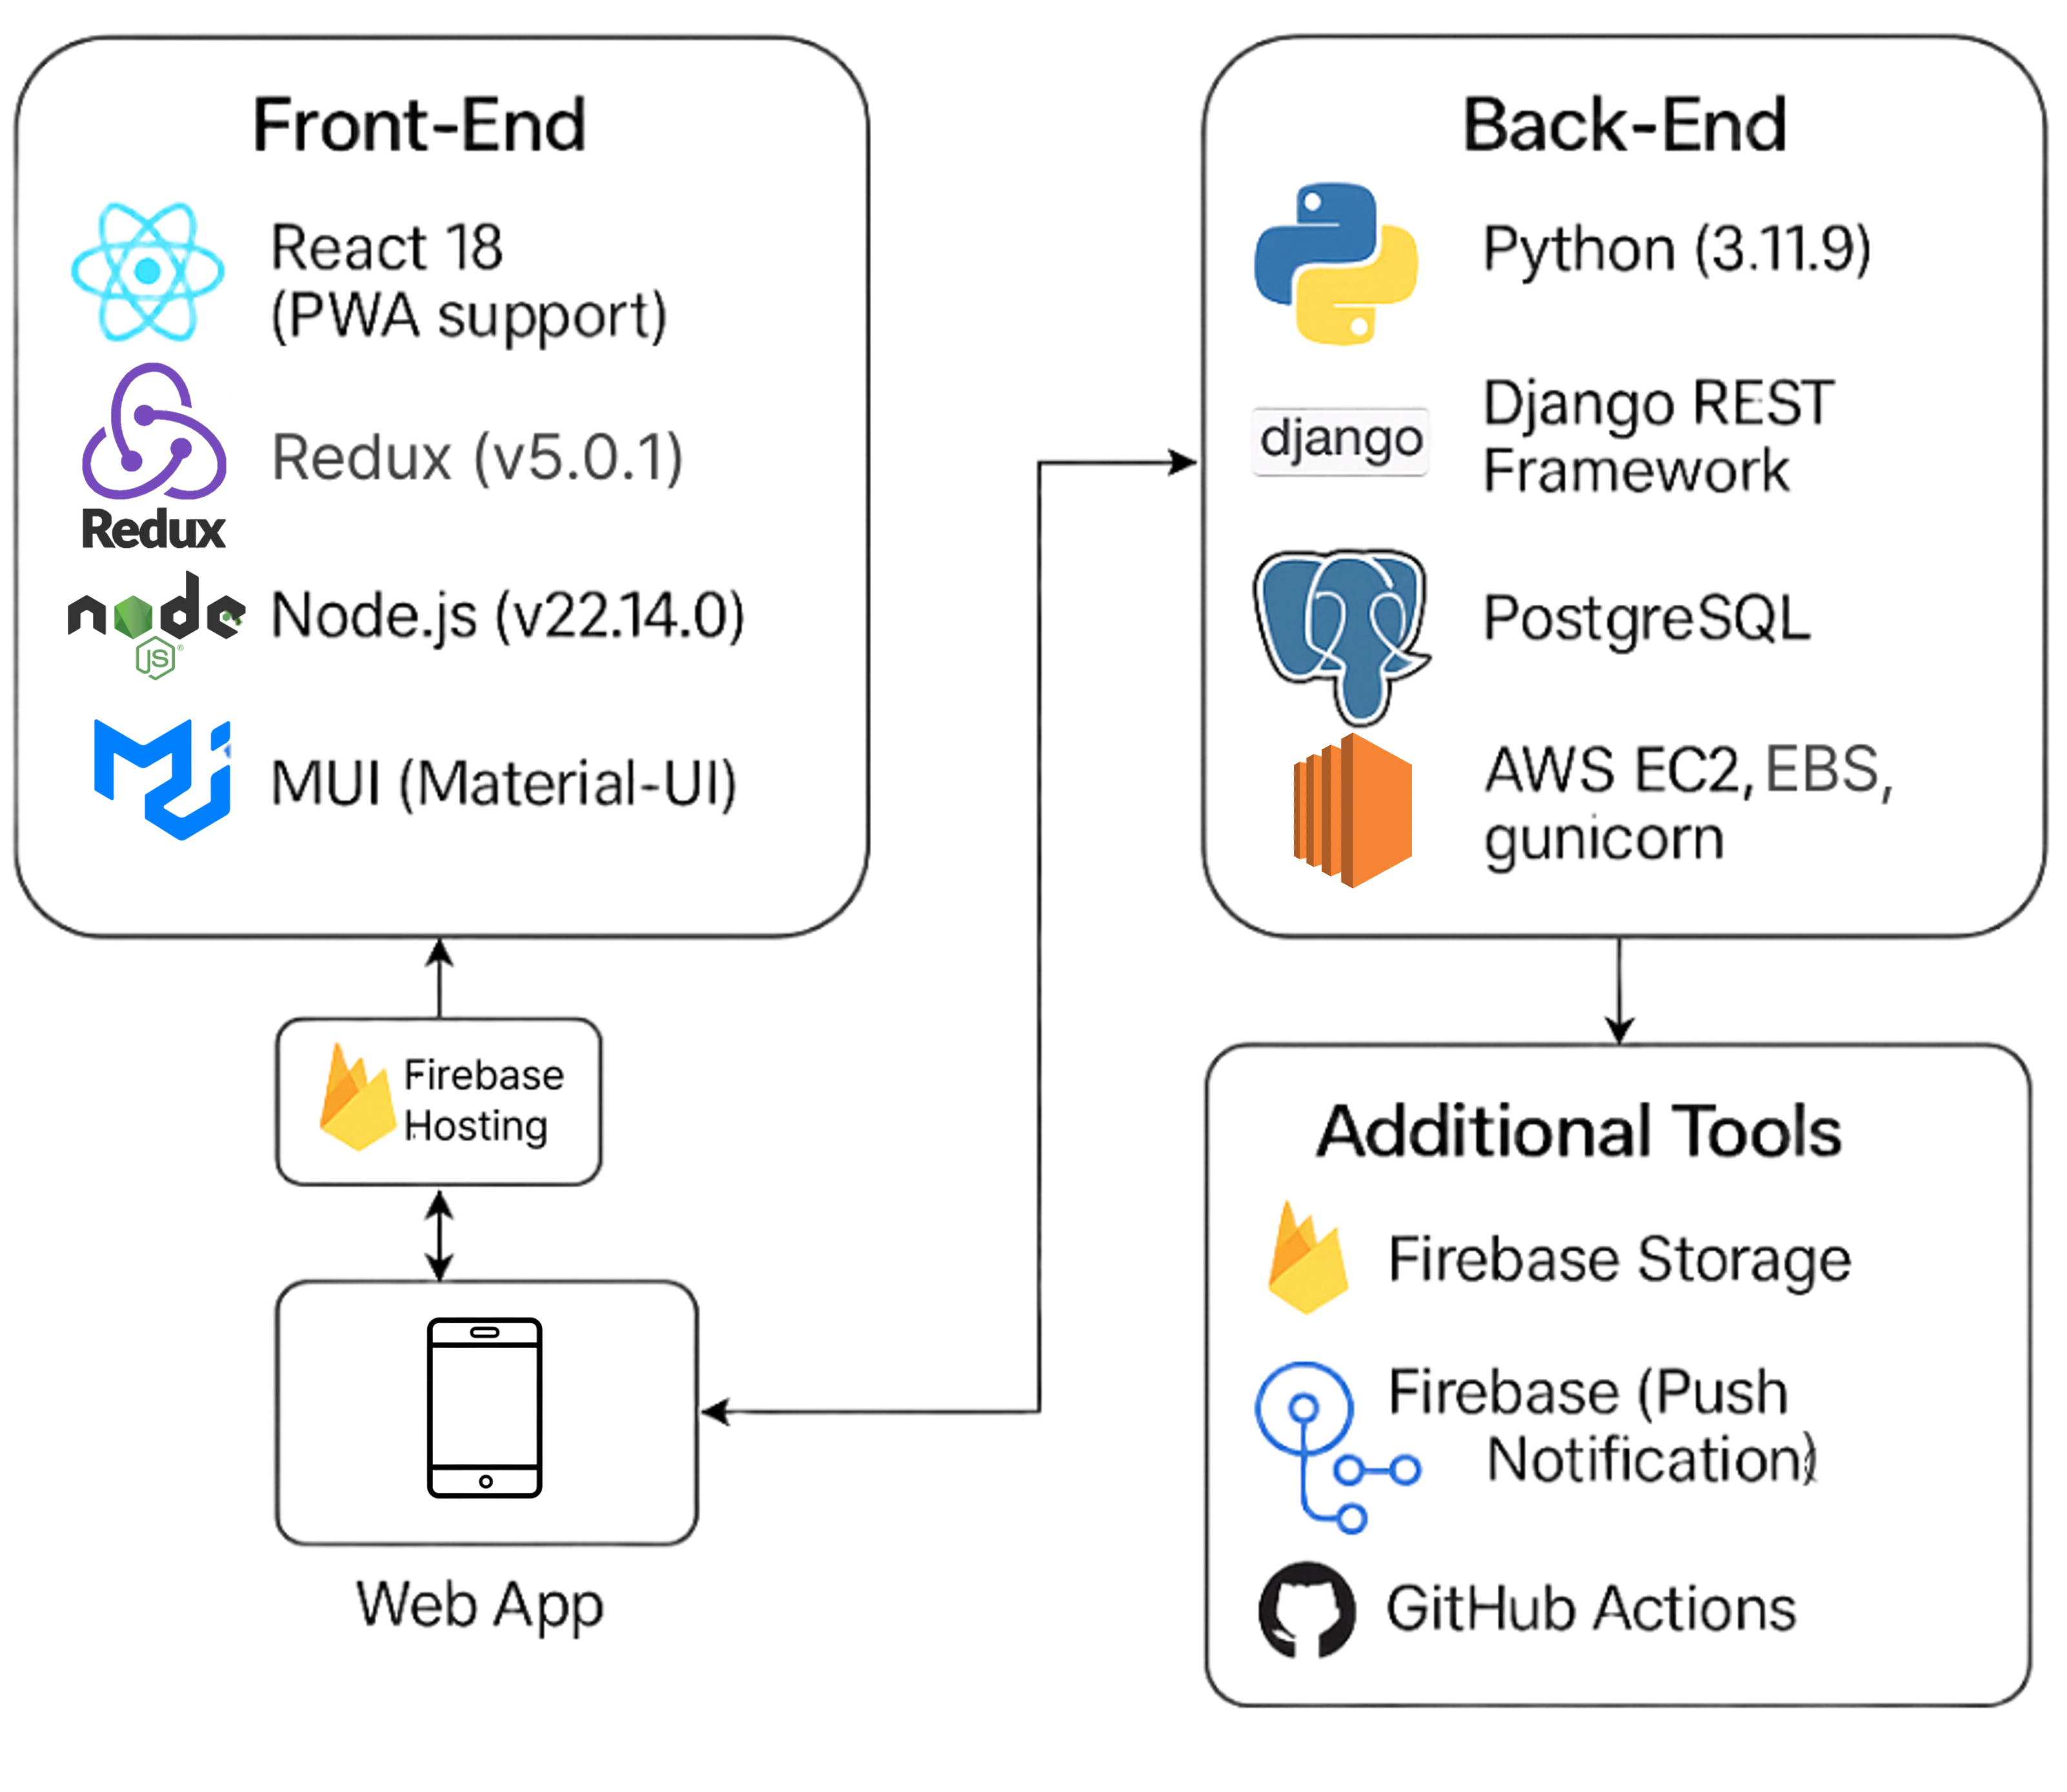 Front-End
React 18
(PWA support)
Redux
Redux (v5.0.1)
node
JS
Node.js (v22.14.0)
MUI (Material-UI)
Firebase
Hosting
Web App
Back-End
Python (3.11.9)
django
Django REST
Framework
PostgreSQL
AWS EC2, EBS,
gunicorn
Additional Tools
Firebase Storage
Firebase (Push
Notification)
GitHub Actions